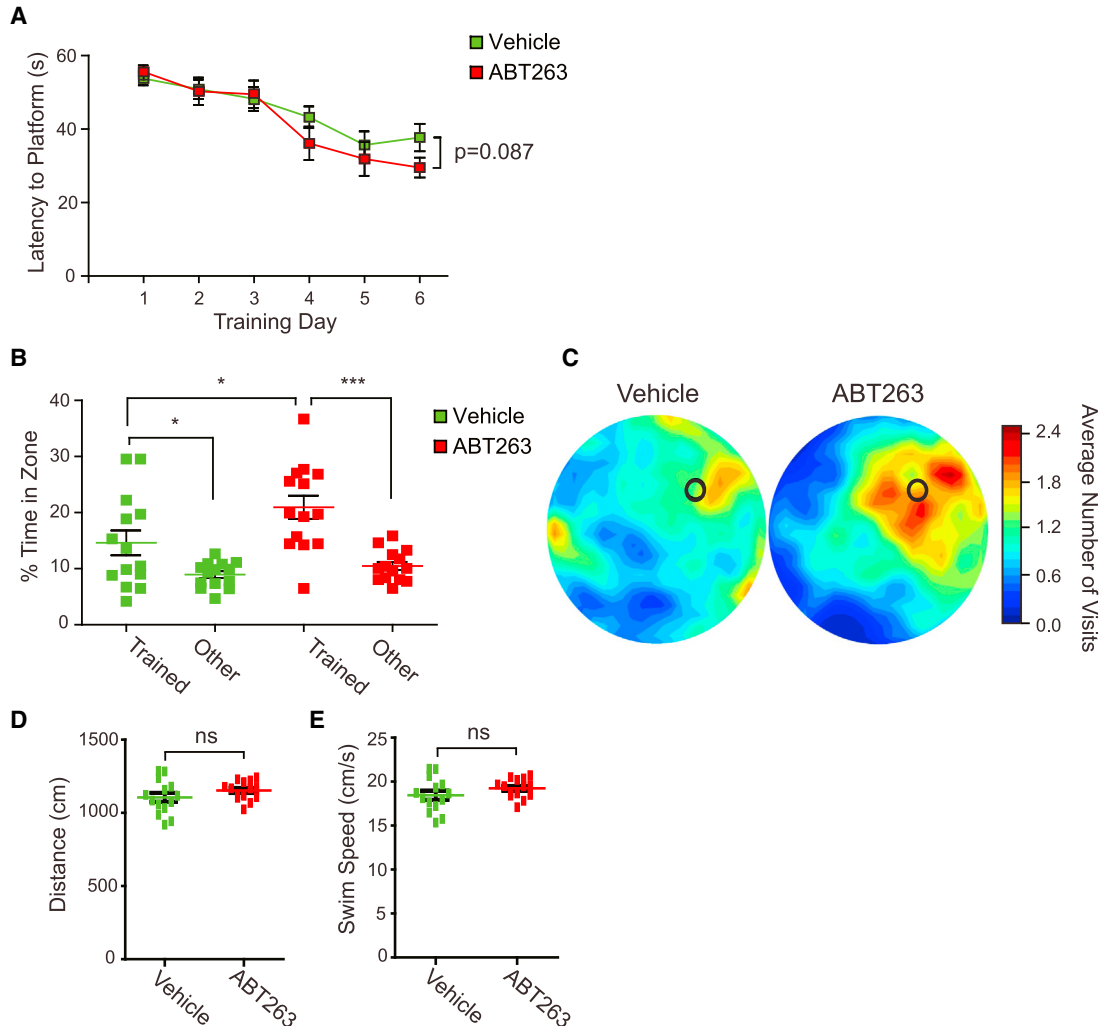 A
Vehicle
ABT263
Latency to Platform (s)
60
40
20
0
p=0.087
1 2 3 4 5 6
Training Day
B
% Time in Zone
40
30
20
10
0
*
***
*
Vehicle
ABT263
Trained
Other
Trained
Other
C
Vehicle
ABT263
2.4
1.8
1.2
0.6
0.0
Average Number of Visits
D
Distance (cm)
1500
1000
500
0
ns
Vehicle
ABT263
E
Swim Speed (cm/s)
25
20
15
10
5
0
ns
Vehicle
ABT263